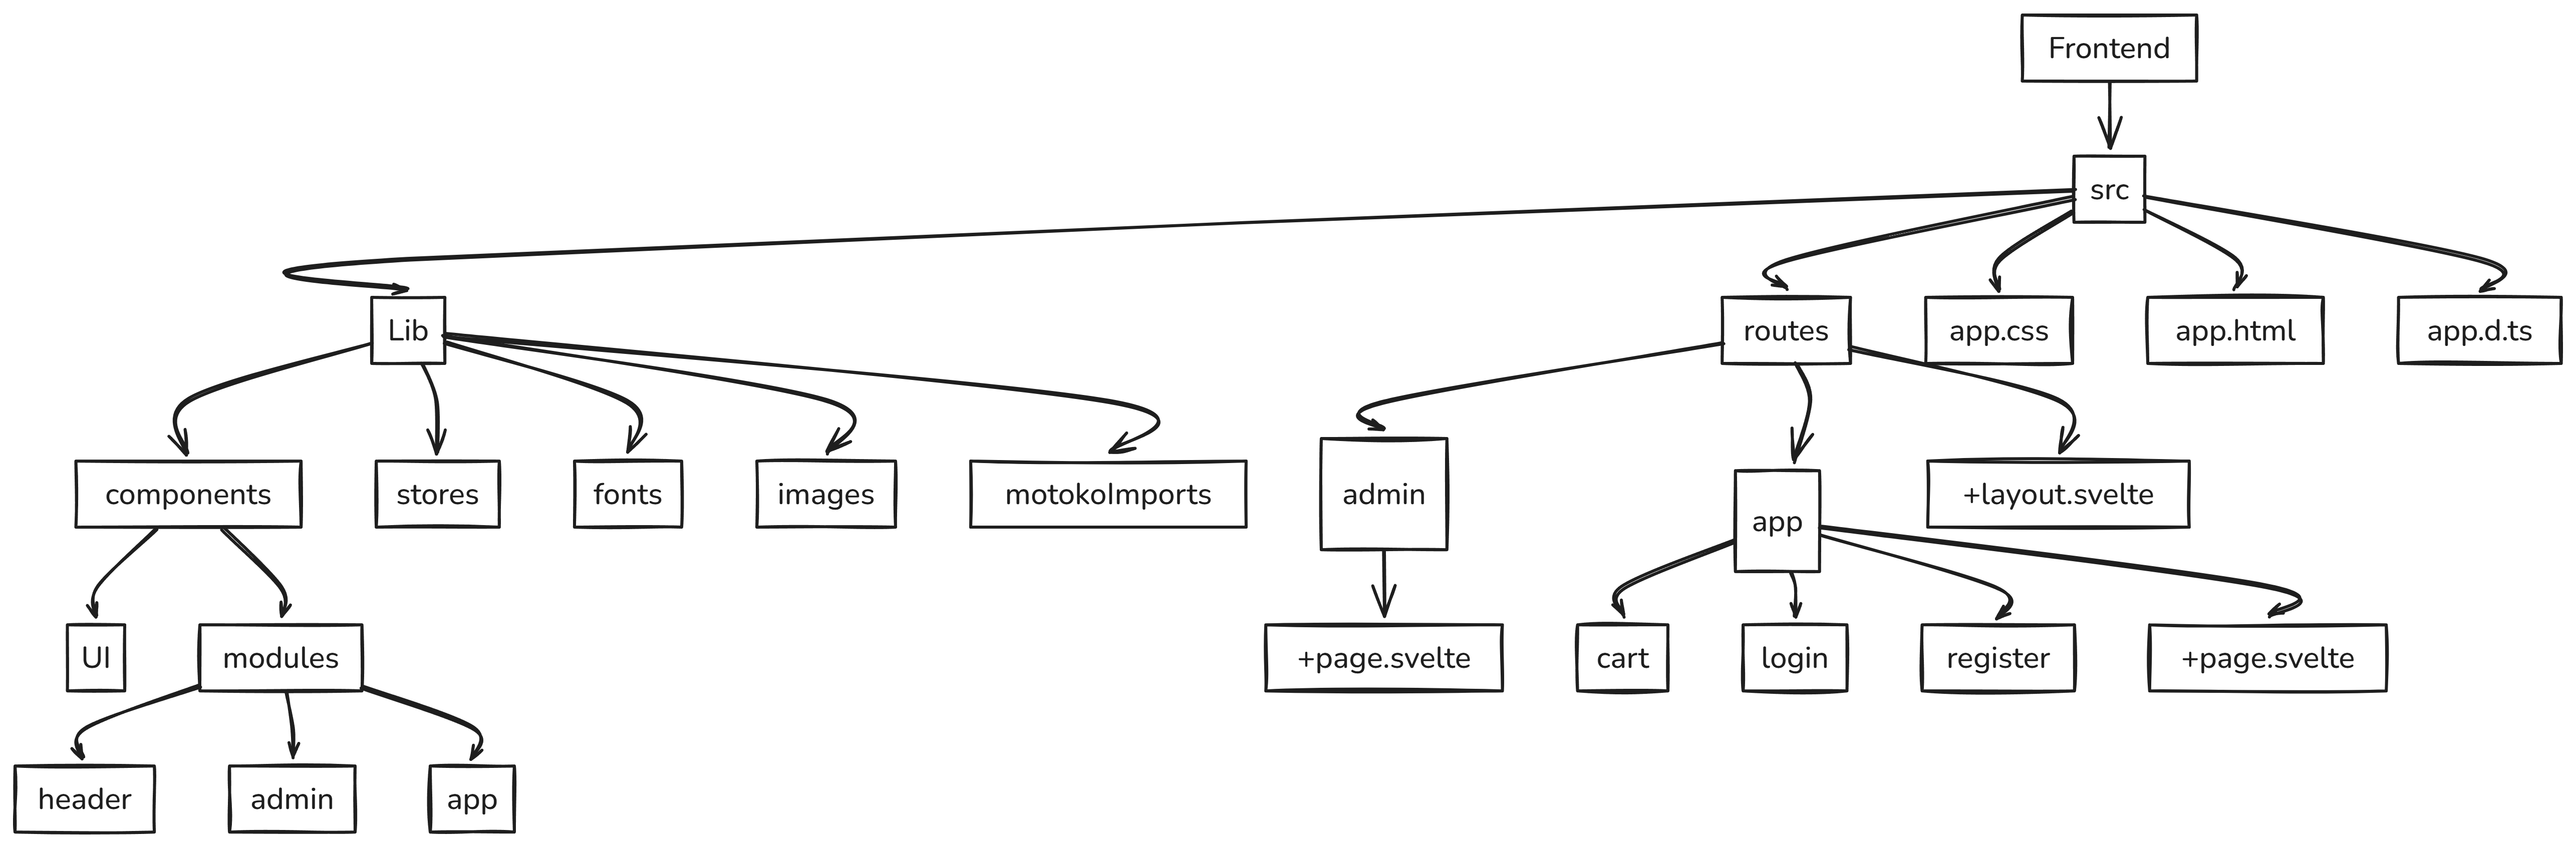 Frontend
src
Lib
routes
app.css
app.html
app.d.ts
components
stores
fonts
images
motokoImports
admin
app
+layout.svelte
UI
modules
+page.svelte
cart
login
register
+page.svelte
header
admin
app